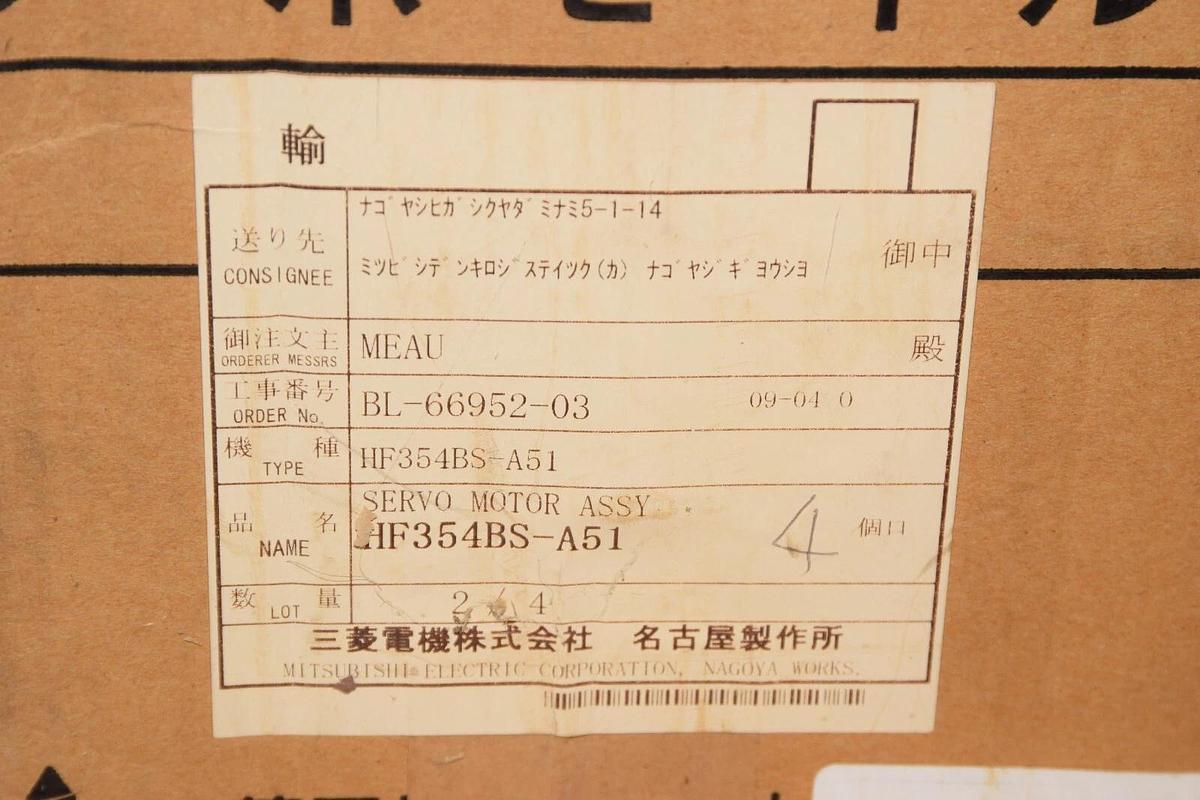 輸
送り先
CONSIGNEE
ﾅｺﾞﾔｼﾋｶﾞｼｸﾔﾀﾞﾐﾅﾐ5-1-14
ﾐﾂﾋﾞｼﾃﾞﾝｷﾛｼﾞｽﾃｲﾂｸ(ｶ) ﾅｺﾞﾔｼﾞｷﾞﾖｳｼﾖ 御中
御注文主
ORDERER MESSRS
MEAU 殿
工事番号
ORDER No.
BL-66952-03 09-04 0
機 種
TYPE
HF354BS-A51
品 名
NAME
SERVO MOTOR ASSY
HF354BS-A51
4 個口
数 量
LOT
2 / 4
三菱電機株式会社 名古屋製作所
MITSUBISHI ELECTRIC CORPORATION, NAGOYA WORKS.